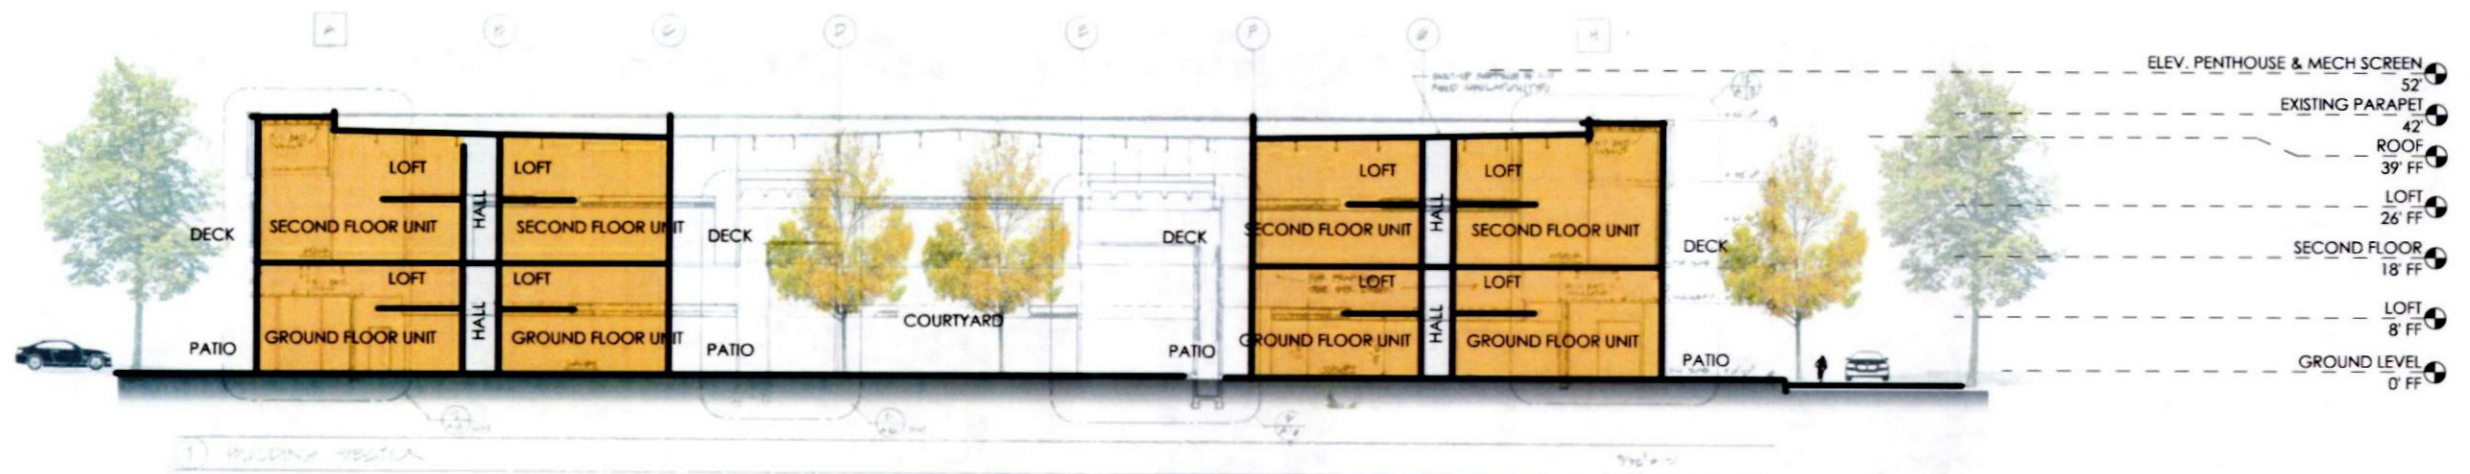 A
B
C
D
E
F
G
H
ELEV. PENTHOUSE & MECH SCREEN
52'
EXISTING PARAPET
42'
ROOF
39' FF
LOFT
26' FF
SECOND FLOOR
18' FF
LOFT
8' FF
GROUND LEVEL
0' FF
LOFT LOFT LOFT LOFT
HALL HALL
SECOND FLOOR UNIT SECOND FLOOR UNIT SECOND FLOOR UNIT SECOND FLOOR UNIT
DECK DECK DECK DECK
LOFT LOFT LOFT LOFT
HALL HALL
COURTYARD
GROUND FLOOR UNIT GROUND FLOOR UNIT GROUND FLOOR UNIT GROUND FLOOR UNIT
PATIO PATIO PATIO PATIO
1 BUILDING SECTION